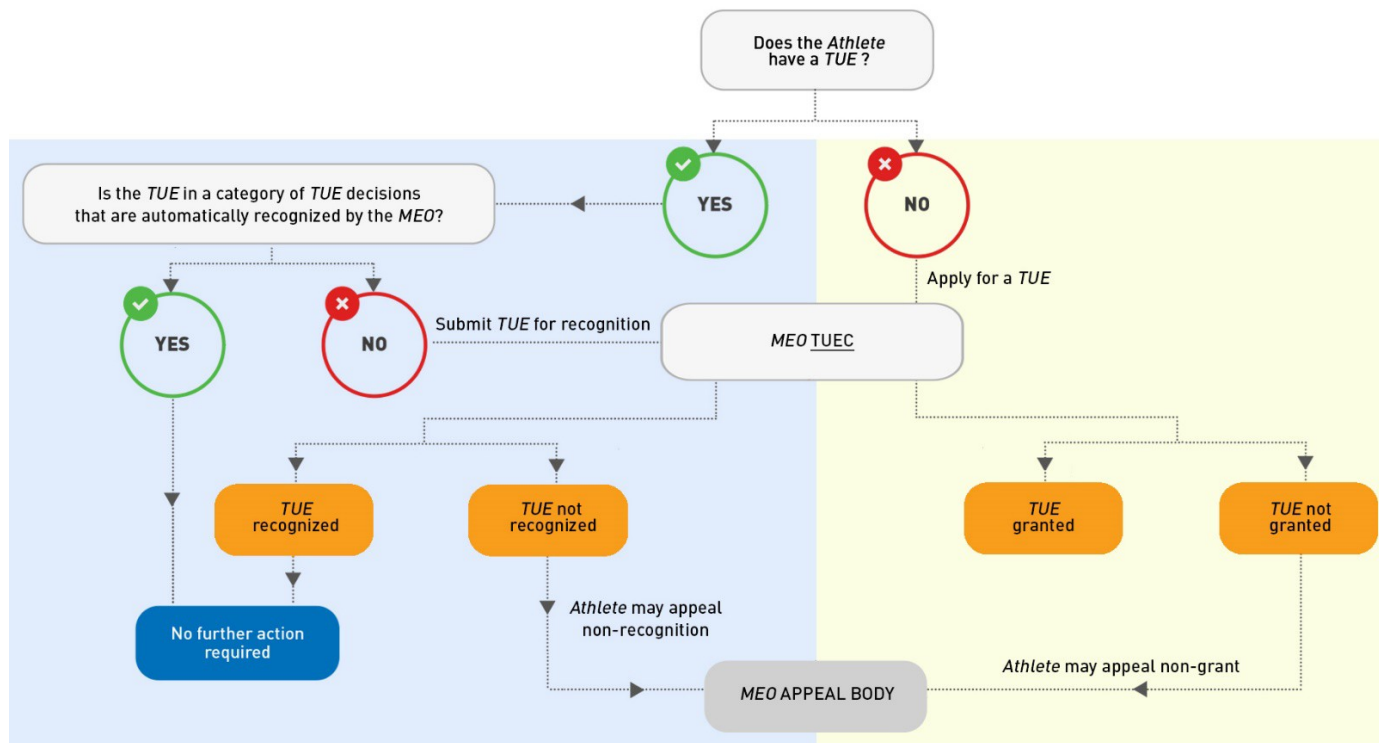 Does the Athlete
have a TUE ?
YES
NO
Is the TUE in a category of TUE decisions
that are automatically recognized by the MEO?
Apply for a TUE
YES
NO
Submit TUE for recognition
MEO TUEC
TUE
recognized
TUE not
recognized
TUE
granted
TUE not
granted
No further action
required
Athlete may appeal
non-recognition
MEO APPEAL BODY
Athlete may appeal non-grant